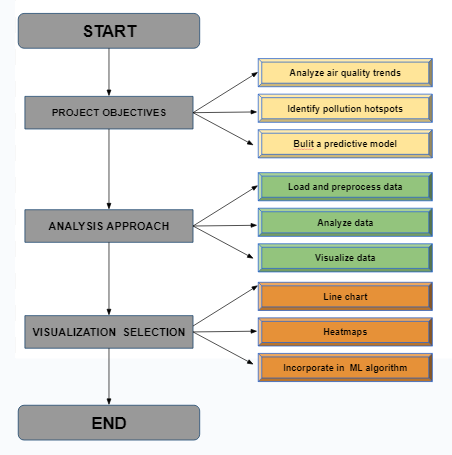 START
PROJECT OBJECTIVES
Analyze air quality trends
Identify pollution hotspots
Bulit a predictive model
ANALYSIS APPROACH
Load and preprocess data
Analyze data
Visualize data
VISUALIZATION SELECTION
Line chart
Heatmaps
Incorporate in ML algorithm
END